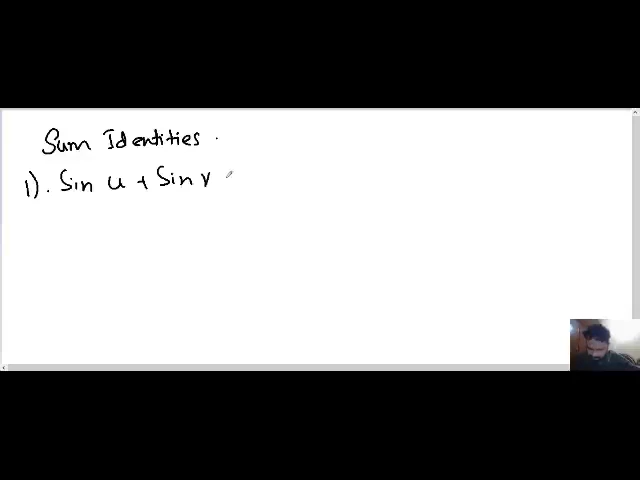 Sum Identities .
1). Sin u + Sin v